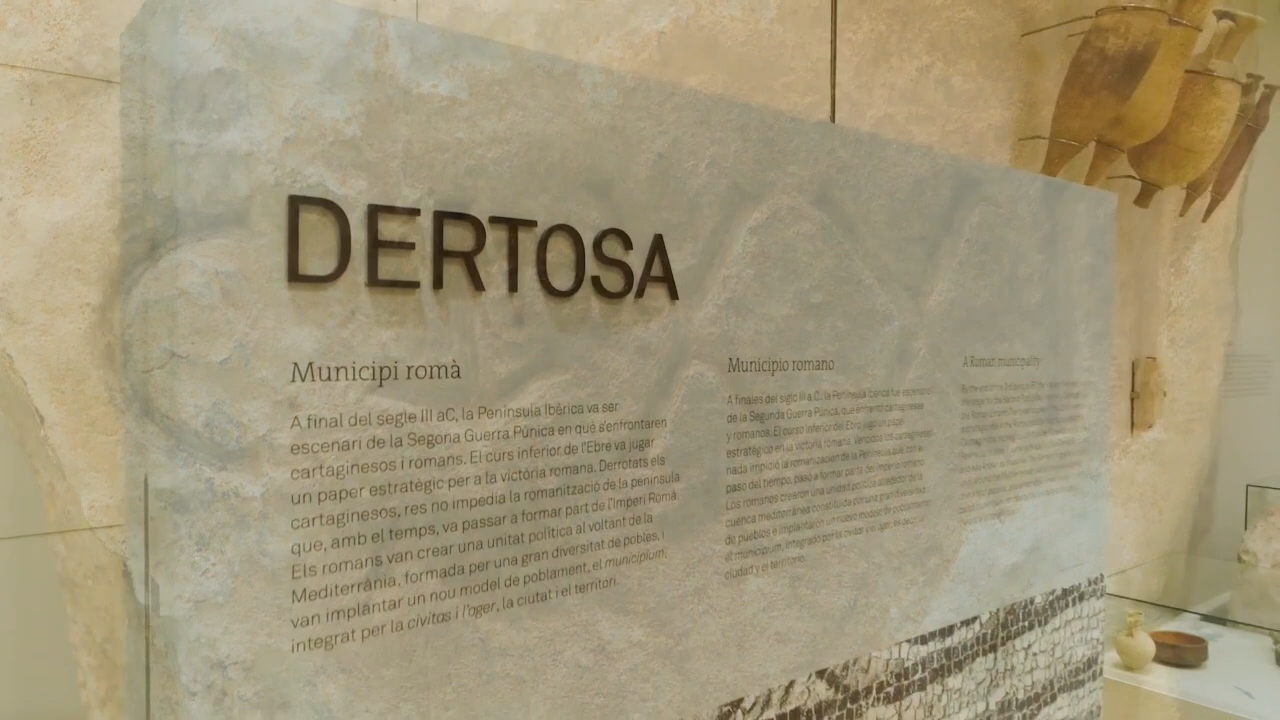 DERTOSA
Municipi romà
A final del segle III aC, la Península Ibèrica va ser
escenari de la Segona Guerra Púnica en què s'enfrontaren
cartaginesos i romans. El curs inferior de l'Ebre va jugar
un paper estratègic per a la victòria romana. Derrotats els
cartaginesos, res no impedia la romanització de la península
que, amb el temps, va passar a formar part de l'Imperi Romà.
Els romans van crear una unitat política al voltant de la
Mediterrània, formada per una gran diversitat de pobles, i
van implantar un nou model de poblament, el municipium,
integrat per la civitas i l'ager, la ciutat i el territori.
Municipio romano
A finales del siglo III a.C. la Península Ibérica fue escenario
de la Segunda Guerra Púnica, que enfrentó cartagineses
y romanos. El curso inferior del Ebro jugó un papel
estratégico en la victoria romana. Vencidos los cartagineses
nada impidió la romanización de la Península que, con el
paso del tiempo, pasó a formar parte del imperio romano.
Los romanos crearon una unidad política alrededor de la
cuenca mediterránea constituida por una gran diversidad
de pueblos e implantaron un nuevo modelo de poblamiento
el municipium, integrado por la civitas y el ager, es decir,
ciudad y el territorio.
A Roman municipality